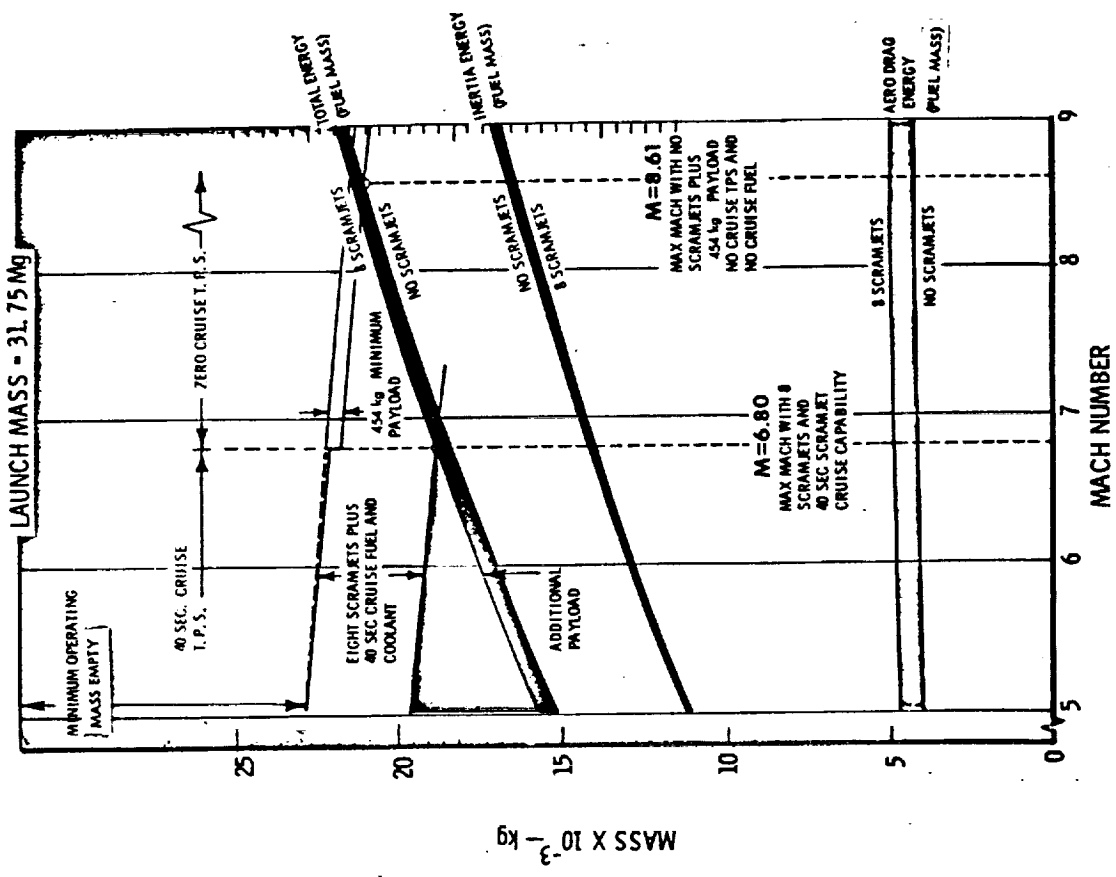 LAUNCH MASS = 31.75 Mg
MINIMUM OPERATING
MASS EMPTY
40 SEC. CRUISE
T.P.S.
ZERO CRUISE T.P.S.
EIGHT SCRAMJETS PLUS
40 SEC CRUISE FUEL AND
COOLANT
454 kg MINIMUM
PAYLOAD
ADDITIONAL
PAYLOAD
TOTAL ENERGY
(FUEL MASS)
8 SCRAMJETS
NO SCRAMJETS
INERTIA ENERGY
(FUEL MASS)
NO SCRAMJETS
8 SCRAMJETS
M=8.61
MAX MACH WITH NO
SCRAMJETS PLUS
454 kg PAYLOAD
NO CRUISE TPS AND
NO CRUISE FUEL
M=6.80
MAX MACH WITH 8
SCRAMJETS AND
40 SEC SCRAMJET
CRUISE CAPABILITY
AERO DRAG
ENERGY
(FUEL MASS)
8 SCRAMJETS
NO SCRAMJETS
25
20
15
10
5
0
5
6
7
8
9
MACH NUMBER
MASS X 10⁻³ – kg